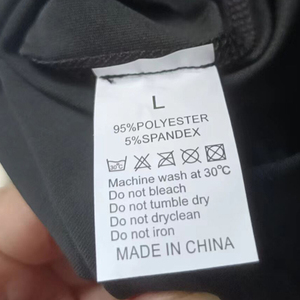 L
95%POLYESTER
5%SPANDEX
30℃
Machine wash at 30℃
Do not bleach
Do not tumble dry
Do not dryclean
Do not iron
MADE IN CHINA